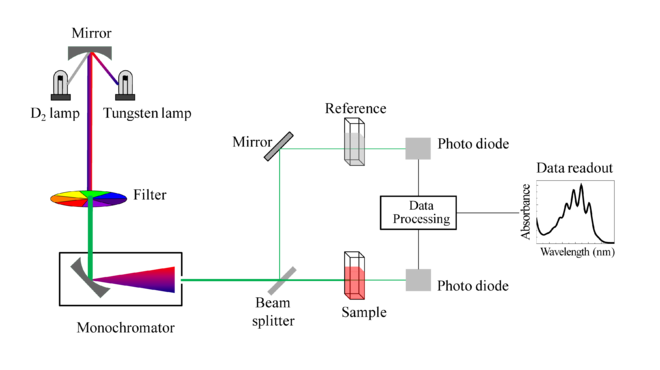 Mirror
D₂ lamp
Tungsten lamp
Filter
Monochromator
Mirror
Beam
splitter
Reference
Sample
Photo diode
Data
Processing
Photo diode
Data readout
Absorbance
Wavelength (nm)